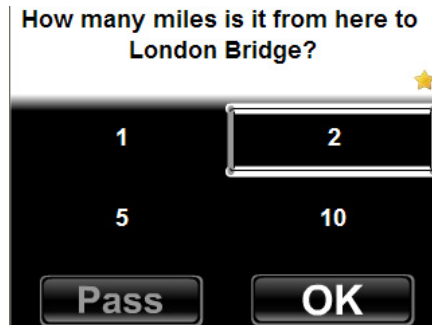 How many miles is it from here to
London Bridge?
1 2
5 10
Pass OK